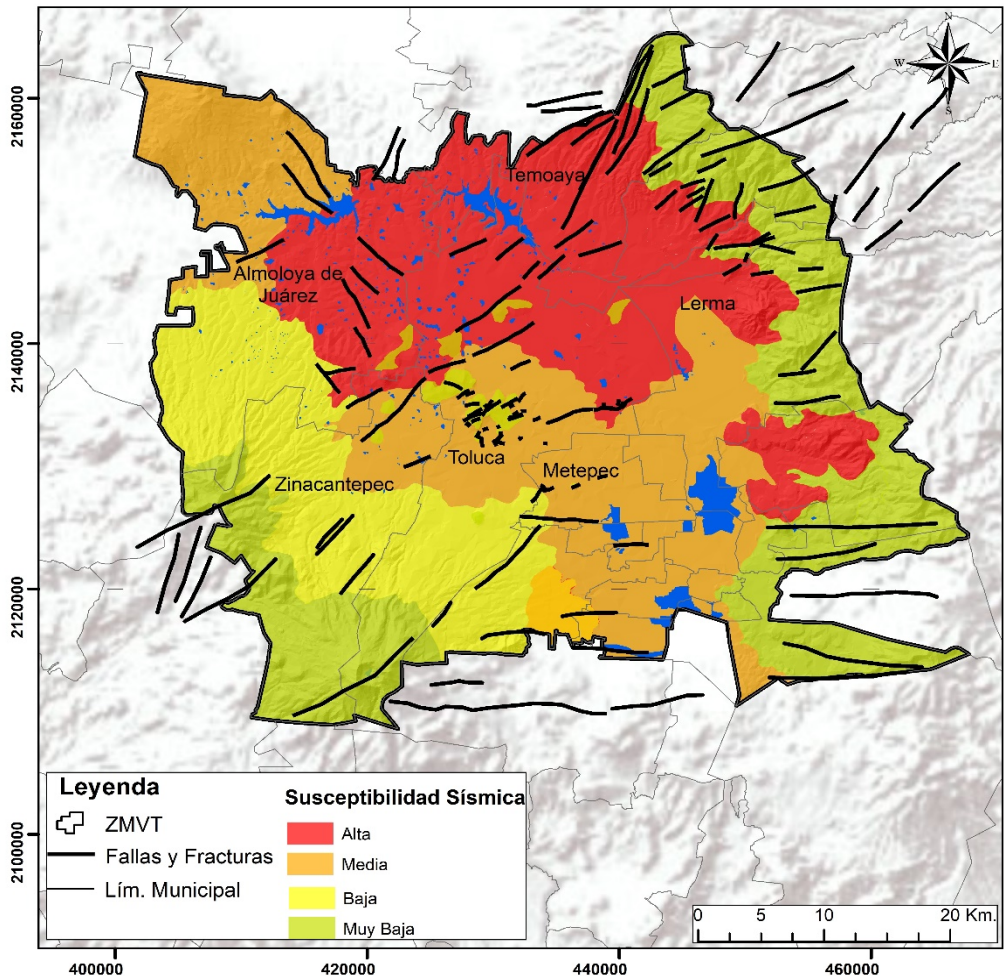 N
W
E
S
2160000
2140000
2120000
2100000
Temoaya
Almoloya de
Juárez
Lerma
Toluca
Metepec
Zinacantepec
Leyenda
ZMVT
Fallas y Fracturas
Lím. Municipal
Susceptibilidad Sísmica
Alta
Media
Baja
Muy Baja
0 5 10 20 Km.
400000 420000 440000 460000